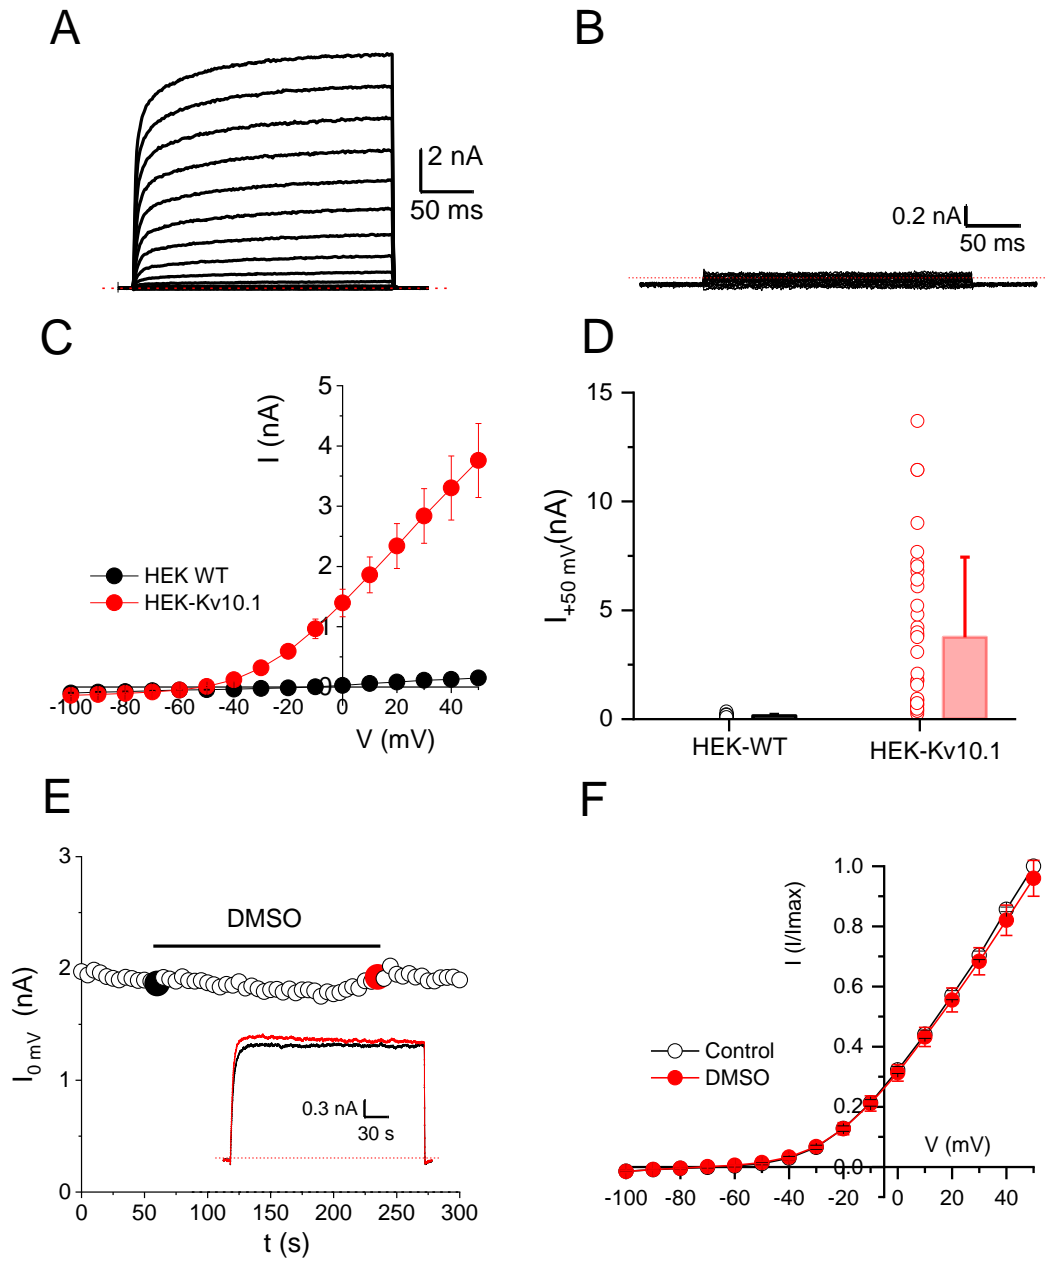 A
B
2 nA
50 ms
0.2 nA
50 ms
C
D
I (nA)
5
4
3
2
1
0
HEK WT
HEK-Kv10.1
-100 -80 -60 -40 -20 0 20 40
V (mV)
I+50 mV(nA)
15
10
5
0
HEK-WT
HEK-Kv10.1
E
F
3
2
1
0
I0 mV (nA)
DMSO
0.3 nA
30 s
0 50 100 150 200 250 300
t (s)
I (I/Imax)
1.0
0.8
0.6
0.4
0.2
0.0
Control
DMSO
V (mV)
-100 -80 -60 -40 -20 0 20 40